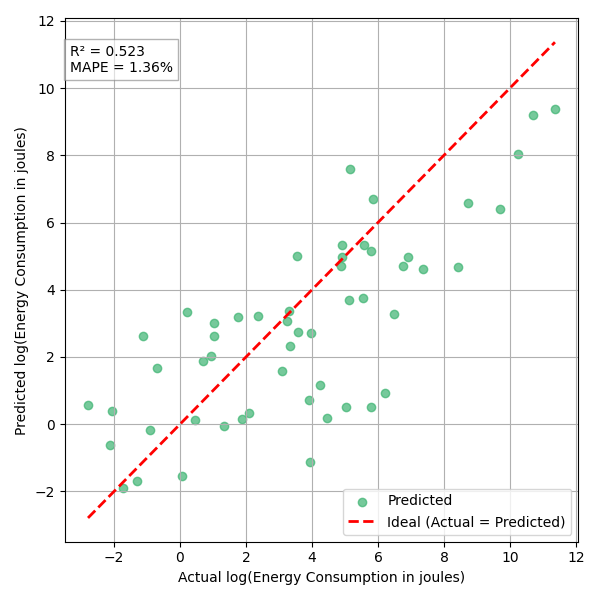 12
10
8
6
4
2
0
−2
R² = 0.523
MAPE = 1.36%
Predicted log(Energy Consumption in joules)
Predicted
Ideal (Actual = Predicted)
−2 0 2 4 6 8 10 12
Actual log(Energy Consumption in joules)